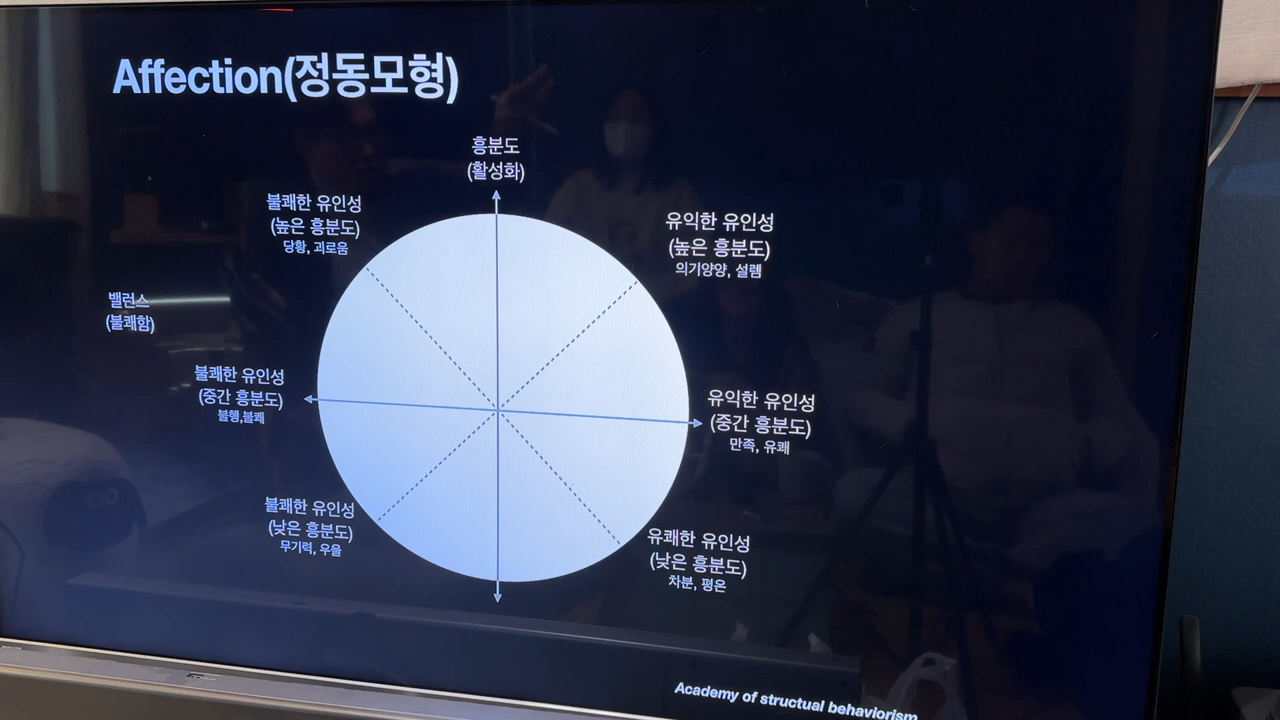 Affection(정동모형)
흥분도
(활성화)
불쾌한 유인성
(높은 흥분도)
당황, 괴로움
유익한 유인성
(높은 흥분도)
의기양양, 설렘
밸런스
(불쾌함)
불쾌한 유인성
(중간 흥분도)
불행,불쾌
유익한 유인성
(중간 흥분도)
만족, 유쾌
불쾌한 유인성
(낮은 흥분도)
무기력, 우울
유쾌한 유인성
(낮은 흥분도)
차분, 평온
Academy of structual behaviorism